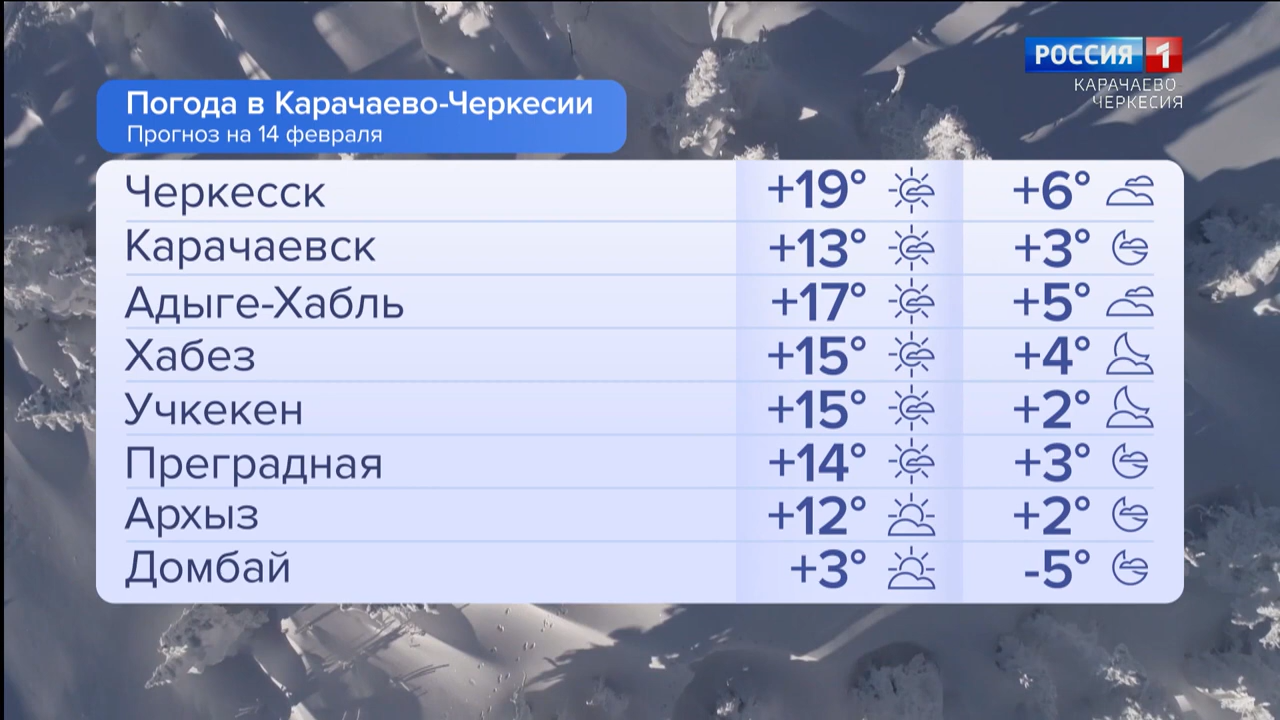 РОССИЯ 1
КАРАЧАЕВО-
ЧЕРКЕСИЯ
Погода в Карачаево-Черкесии
Прогноз на 14 февраля
Черкесск +19° +6°
Карачаевск +13° +3°
Адыге-Хабль +17° +5°
Хабез +15° +4°
Учкекен +15° +2°
Преградная +14° +3°
Архыз +12° +2°
Домбай +3° -5°